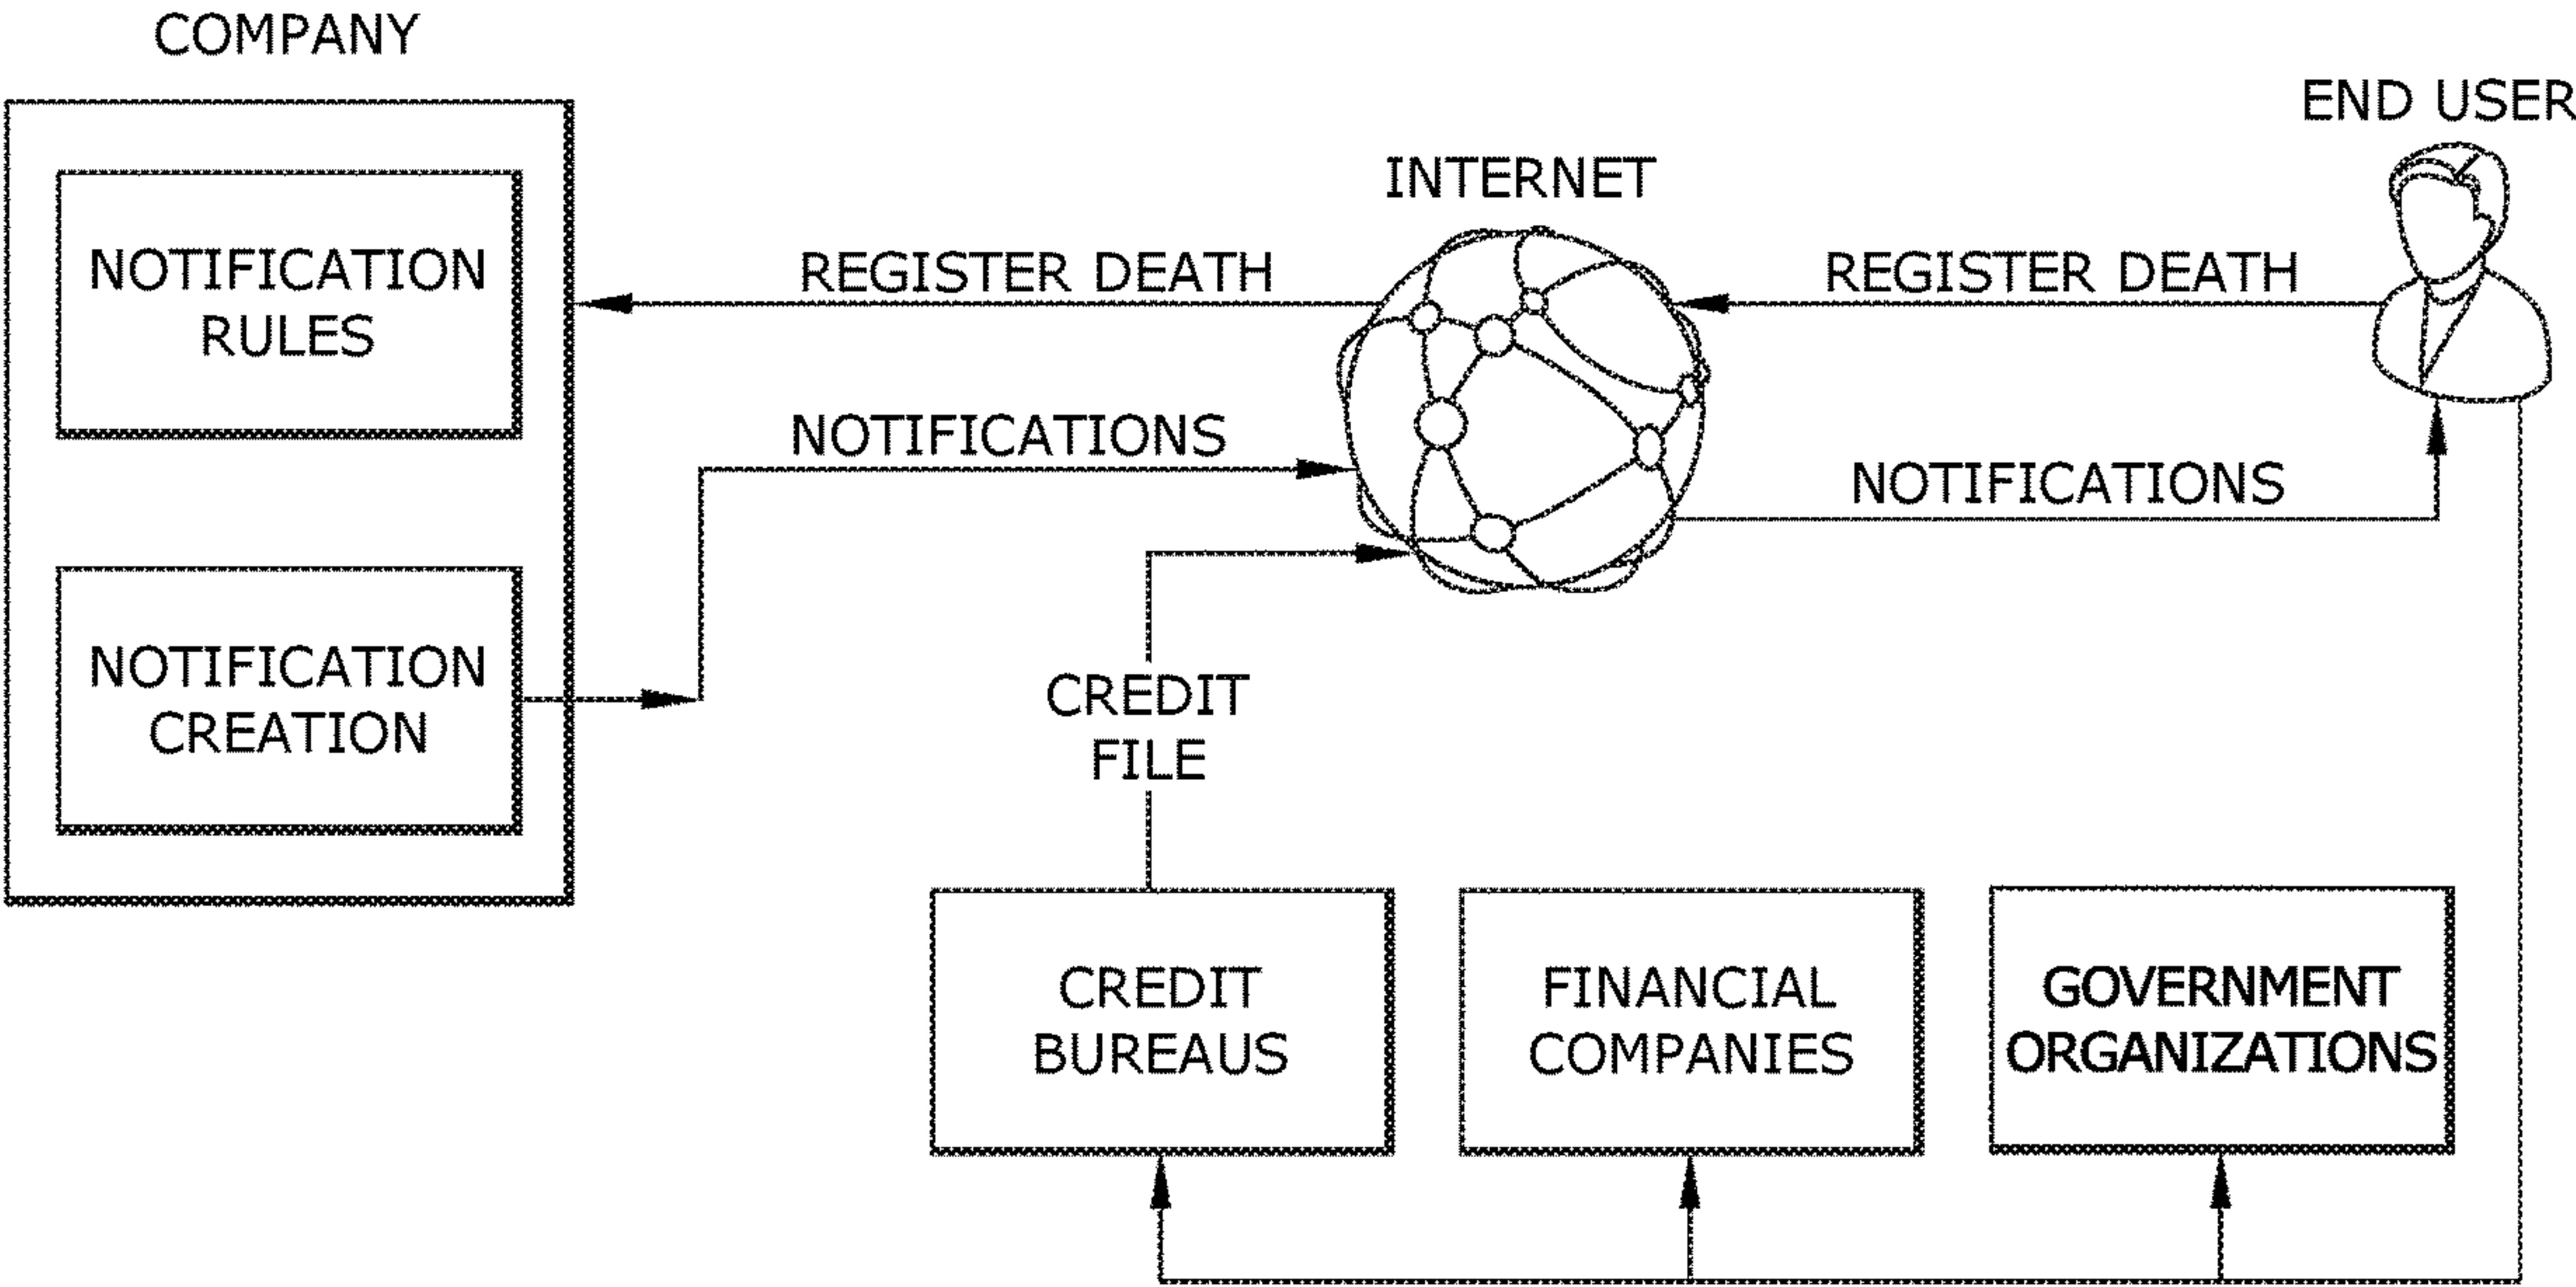 COMPANY
END USER
INTERNET
NOTIFICATION
RULES
REGISTER DEATH
REGISTER DEATH
NOTIFICATIONS
NOTIFICATIONS
NOTIFICATION
CREATION
CREDIT
FILE
CREDIT
BUREAUS
FINANCIAL
COMPANIES
GOVERNMENT
ORGANIZATIONS